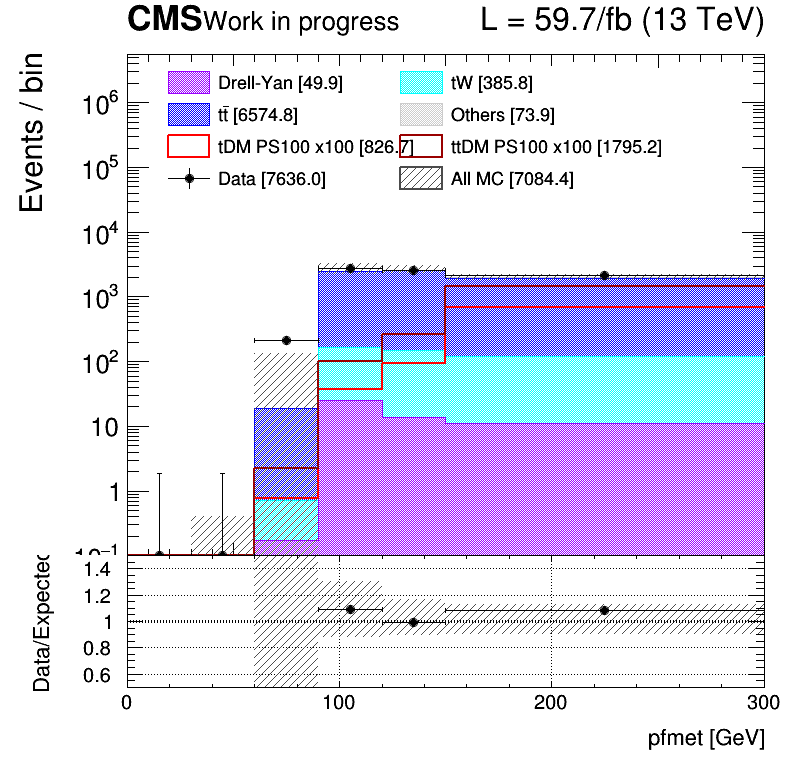 CMS Work in progress L = 59.7/fb (13 TeV)
Events / bin
Drell-Yan [49.9] tW [385.8]
tt̄ [6574.8] Others [73.9]
tDM PS100 x100 [826.7] ttDM PS100 x100 [1795.2]
Data [7636.0] All MC [7084.4]
10⁶
10⁵
10⁴
10³
10²
10
1
10⁻¹
Data/Expected
1.4
1.2
1
0.8
0.6
0 100 200 300
pfmet [GeV]